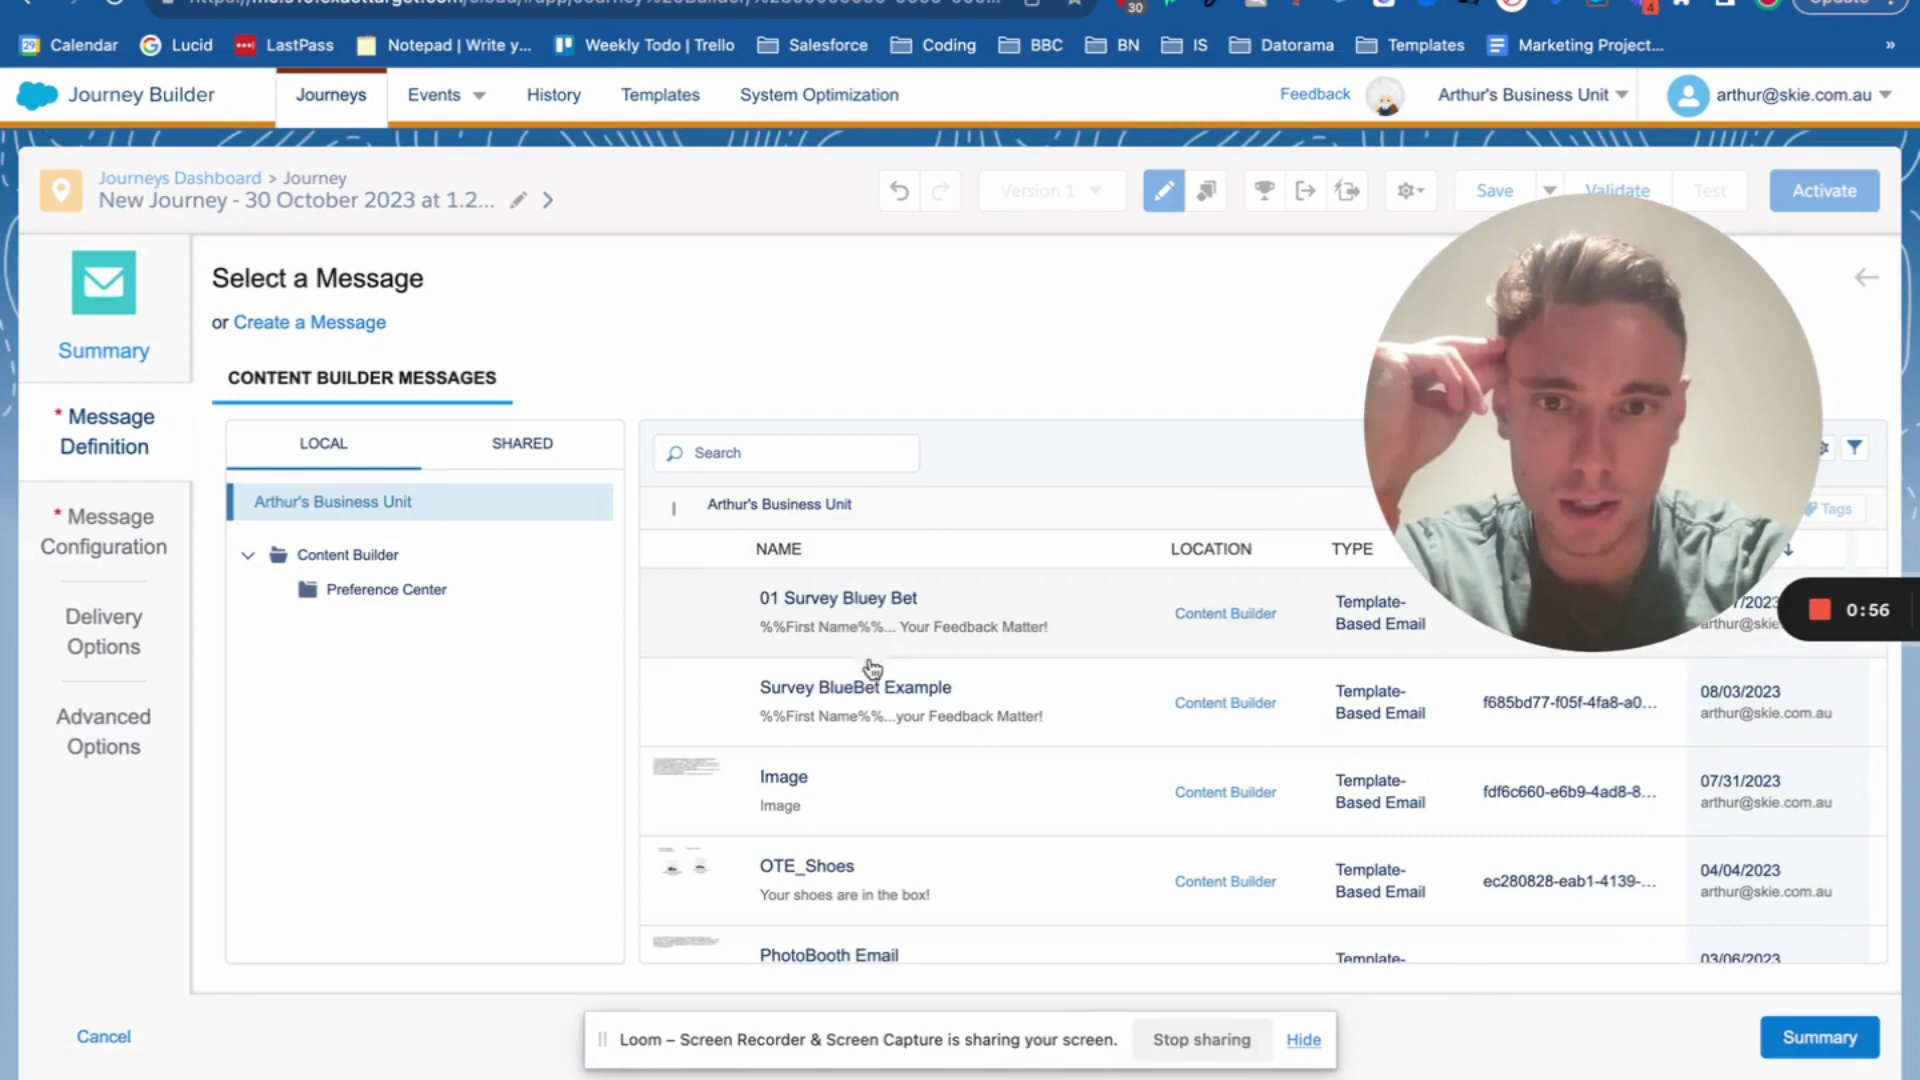 30
4
Update
Calendar
Lucid
LastPass
Notepad | Write y...
Weekly Todo | Trello
Salesforce
Coding
BBC
BN
IS
Datorama
Templates
Marketing Project...
»
Journey Builder
Journeys
Events
History
Templates
System Optimization
Feedback
Arthur's Business Unit
arthur@skie.com.au
Journeys Dashboard > Journey
New Journey - 30 October 2023 at 1.2...
Version 1
Save
Validate
Test
Activate
Summary
* Message
Definition
* Message
Configuration
Delivery
Options
Advanced
Options
Select a Message
or Create a Message
CONTENT BUILDER MESSAGES
LOCAL
SHARED
Arthur's Business Unit
Content Builder
Preference Center
Search
Arthur's Business Unit
Tags
NAME
LOCATION
TYPE
01 Survey Bluey Bet
%%First Name%%... Your Feedback Matter!
Content Builder
Template-
Based Email
/2023
arthur@skie.
0:56
Survey BlueBet Example
%%First Name%%...your Feedback Matter!
Content Builder
Template-
Based Email
f685bd77-f05f-4fa8-a0...
08/03/2023
arthur@skie.com.au
Image
Image
Content Builder
Template-
Based Email
fdf6c660-e6b9-4ad8-8...
07/31/2023
arthur@skie.com.au
OTE_Shoes
Your shoes are in the box!
Content Builder
Template-
Based Email
ec280828-eab1-4139-...
04/04/2023
arthur@skie.com.au
PhotoBooth Email
Template-
03/06/2023
Cancel
Loom – Screen Recorder & Screen Capture is sharing your screen.
Stop sharing
Hide
Summary